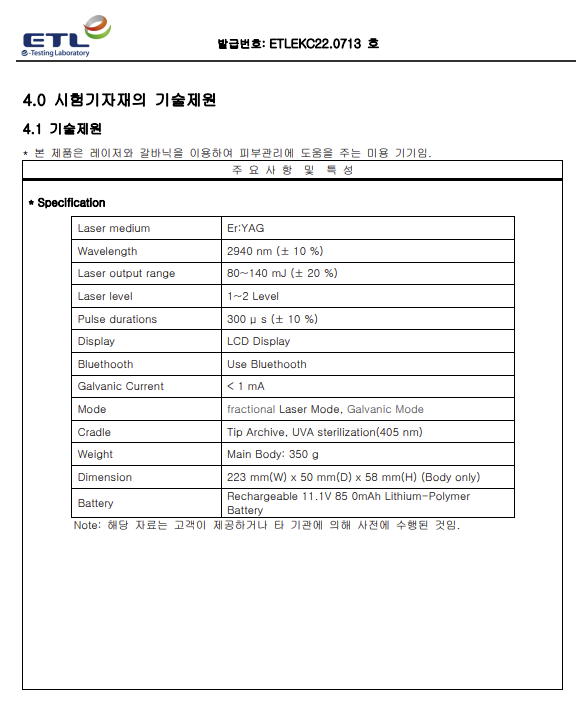 ETL
e-Testing Laboratory
발급번호: ETLEKC22.0713 호
4.0 시험기자재의 기술제원
4.1 기술제원
* 본 제품은 레이저와 갈바닉을 이용하여 피부관리에 도움을 주는 미용 기기임.
주 요 사 항 및 특 성
* Specification
Laser medium Er:YAG
Wavelength 2940 nm (± 10 %)
Laser output range 80~140 mJ (± 20 %)
Laser level 1~2 Level
Pulse durations 300 μ s (± 10 %)
Display LCD Display
Bluethooth Use Bluethooth
Galvanic Current < 1 mA
Mode fractional Laser Mode, Galvanic Mode
Cradle Tip Archive, UVA sterilization(405 nm)
Weight Main Body: 350 g
Dimension 223 mm(W) x 50 mm(D) x 58 mm(H) (Body only)
Battery Rechargeable 11.1V 85 0mAh Lithium-Polymer
Battery
Note: 해당 자료는 고객이 제공하거나 타 기관에 의해 사전에 수행된 것임.